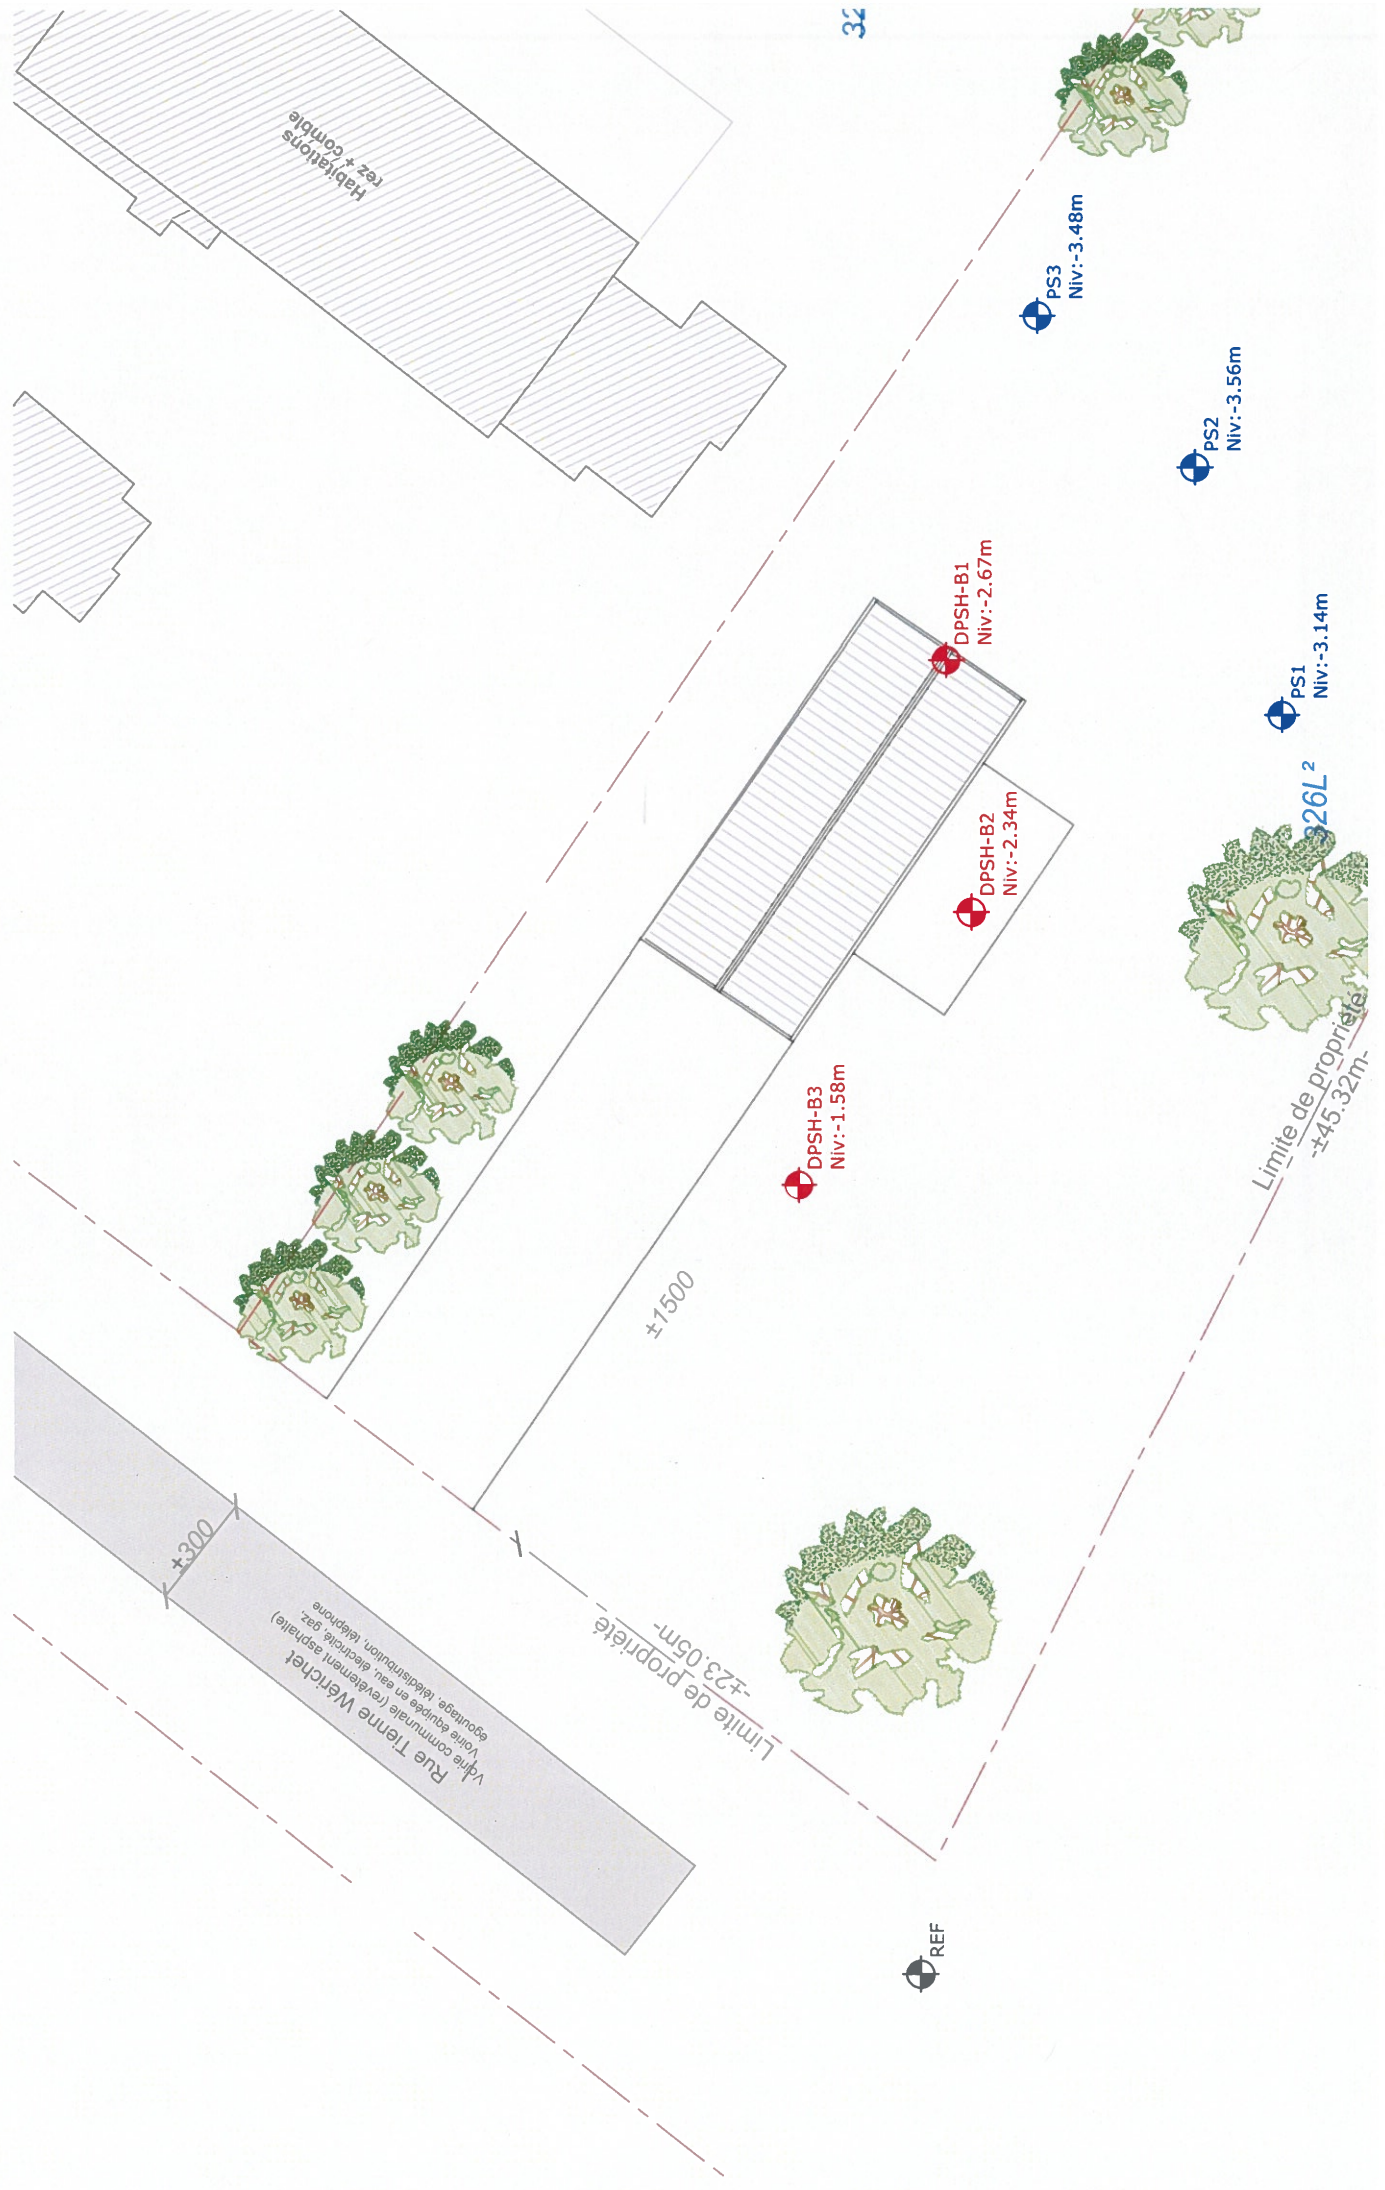 32
Habitations
rez + comble
PS3
Niv:-3.48m
PS2
Niv:-3.56m
DPSH-B1
Niv:-2.67m
PS1
Niv:-3.14m
326L²
DPSH-B2
Niv:-2.34m
DPSH-B3
Niv:-1.58m
Limite de propriété
-±45.32m-
±1500
±300
Rue Tienne Wérichet
Voirie communale (revêtement asphalte)
Voirie équipée en eau, électricité, gaz,
égouttage, télédistribution, téléphone
Limite de propriété
-±23.05m-
REF